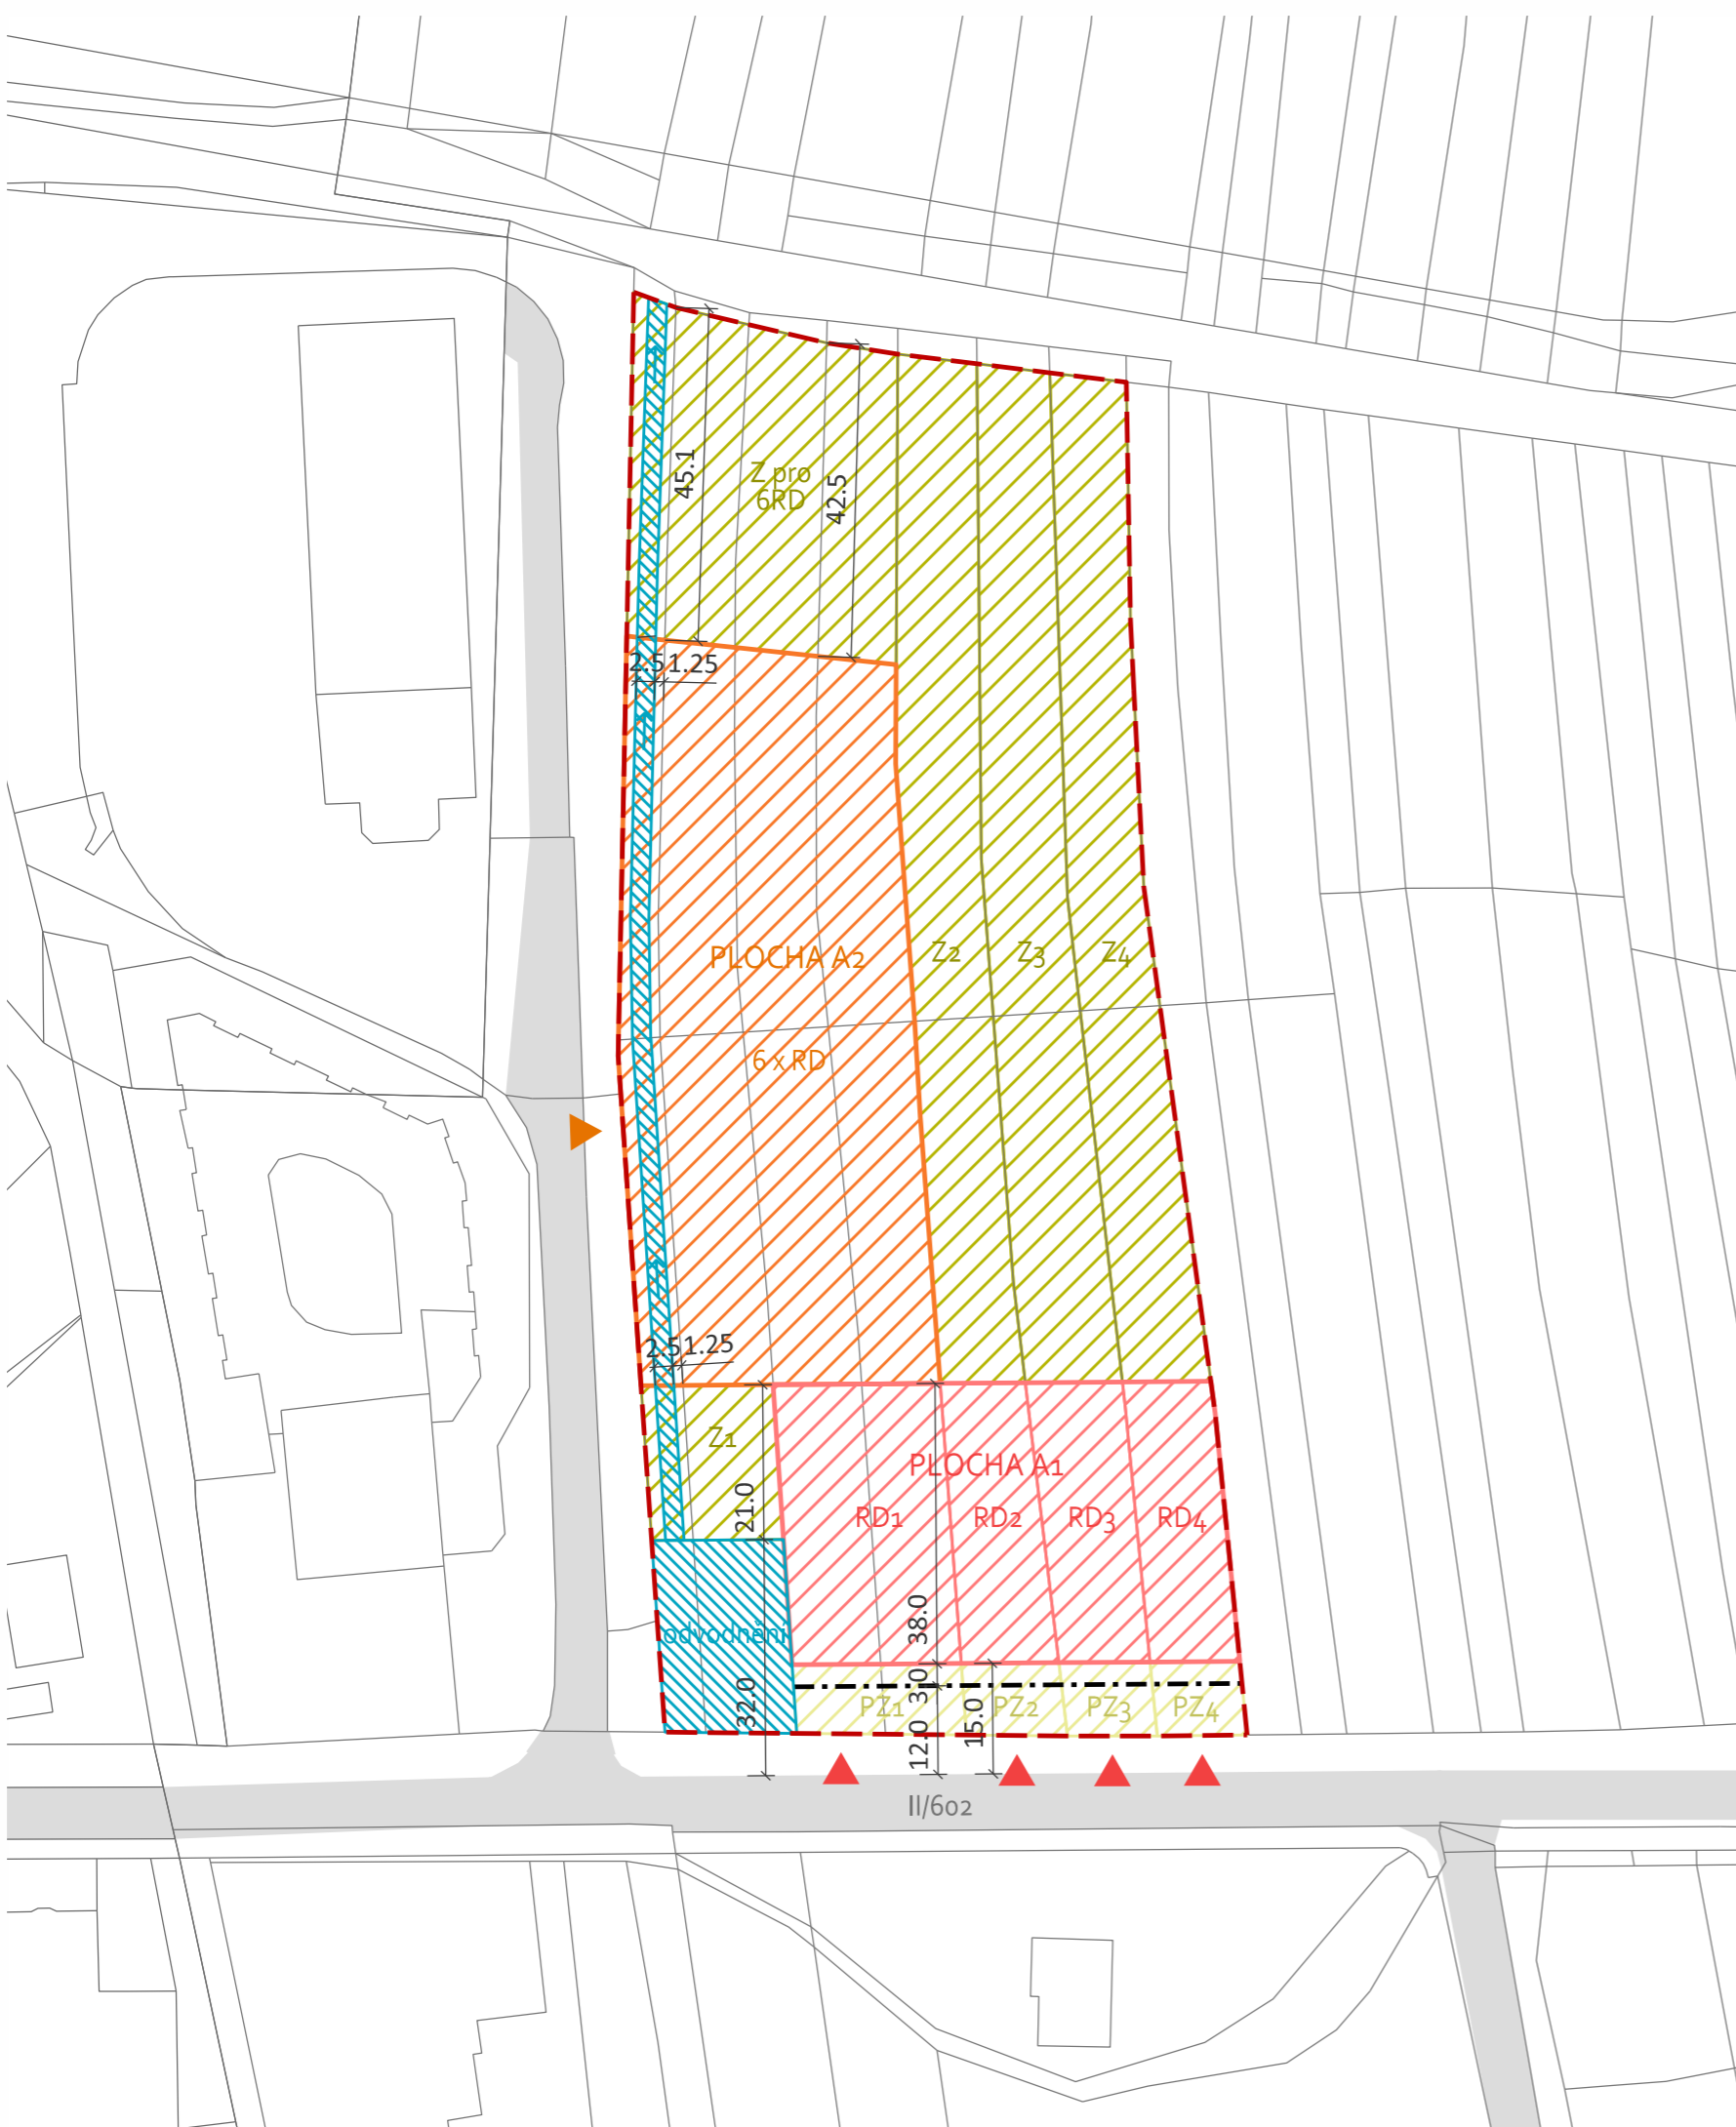 45.1
Z pro
6RD
42.5
2.5
1.25
PLOCHA A2
Z2
Z3
Z4
6 x RD
2.5
1.25
Z1
PLOCHA A1
21.0
RD1
RD2
RD3
RD4
38.0
odvodnění
32.0
3.0
PZ1
PZ2
PZ3
PZ4
12.0
15.0
II/602